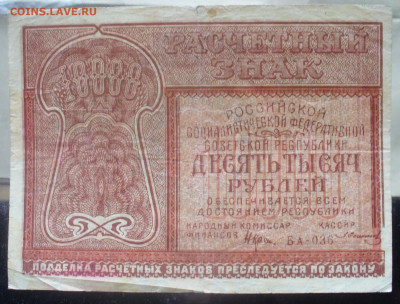 COINS.LAVE.RU
РАСЧЕТНЫЙ
ЗНАК
10000
РОССИЙСКОЙ
СОЦИАЛИСТИЧЕСКОЙ ФЕДЕРАТИВНОЙ
СОВЕТСКОЙ РЕСПУБЛИКИ
ДЕСЯТЬ ТЫСЯЧ
РУБЛЕЙ
ОБЕСПЕЧИВАЕТСЯ ВСЕМ
ДОСТОЯНИЕМ РЕСПУБЛИКИ
НАРОДНЫЙ КОМИССАР КАССИР
ФИНАНСОВ БА-036
ПОДДЕЛКА РАСЧЕТНЫХ ЗНАКОВ ПРЕСЛЕДУЕТСЯ ПО ЗАКОНУ